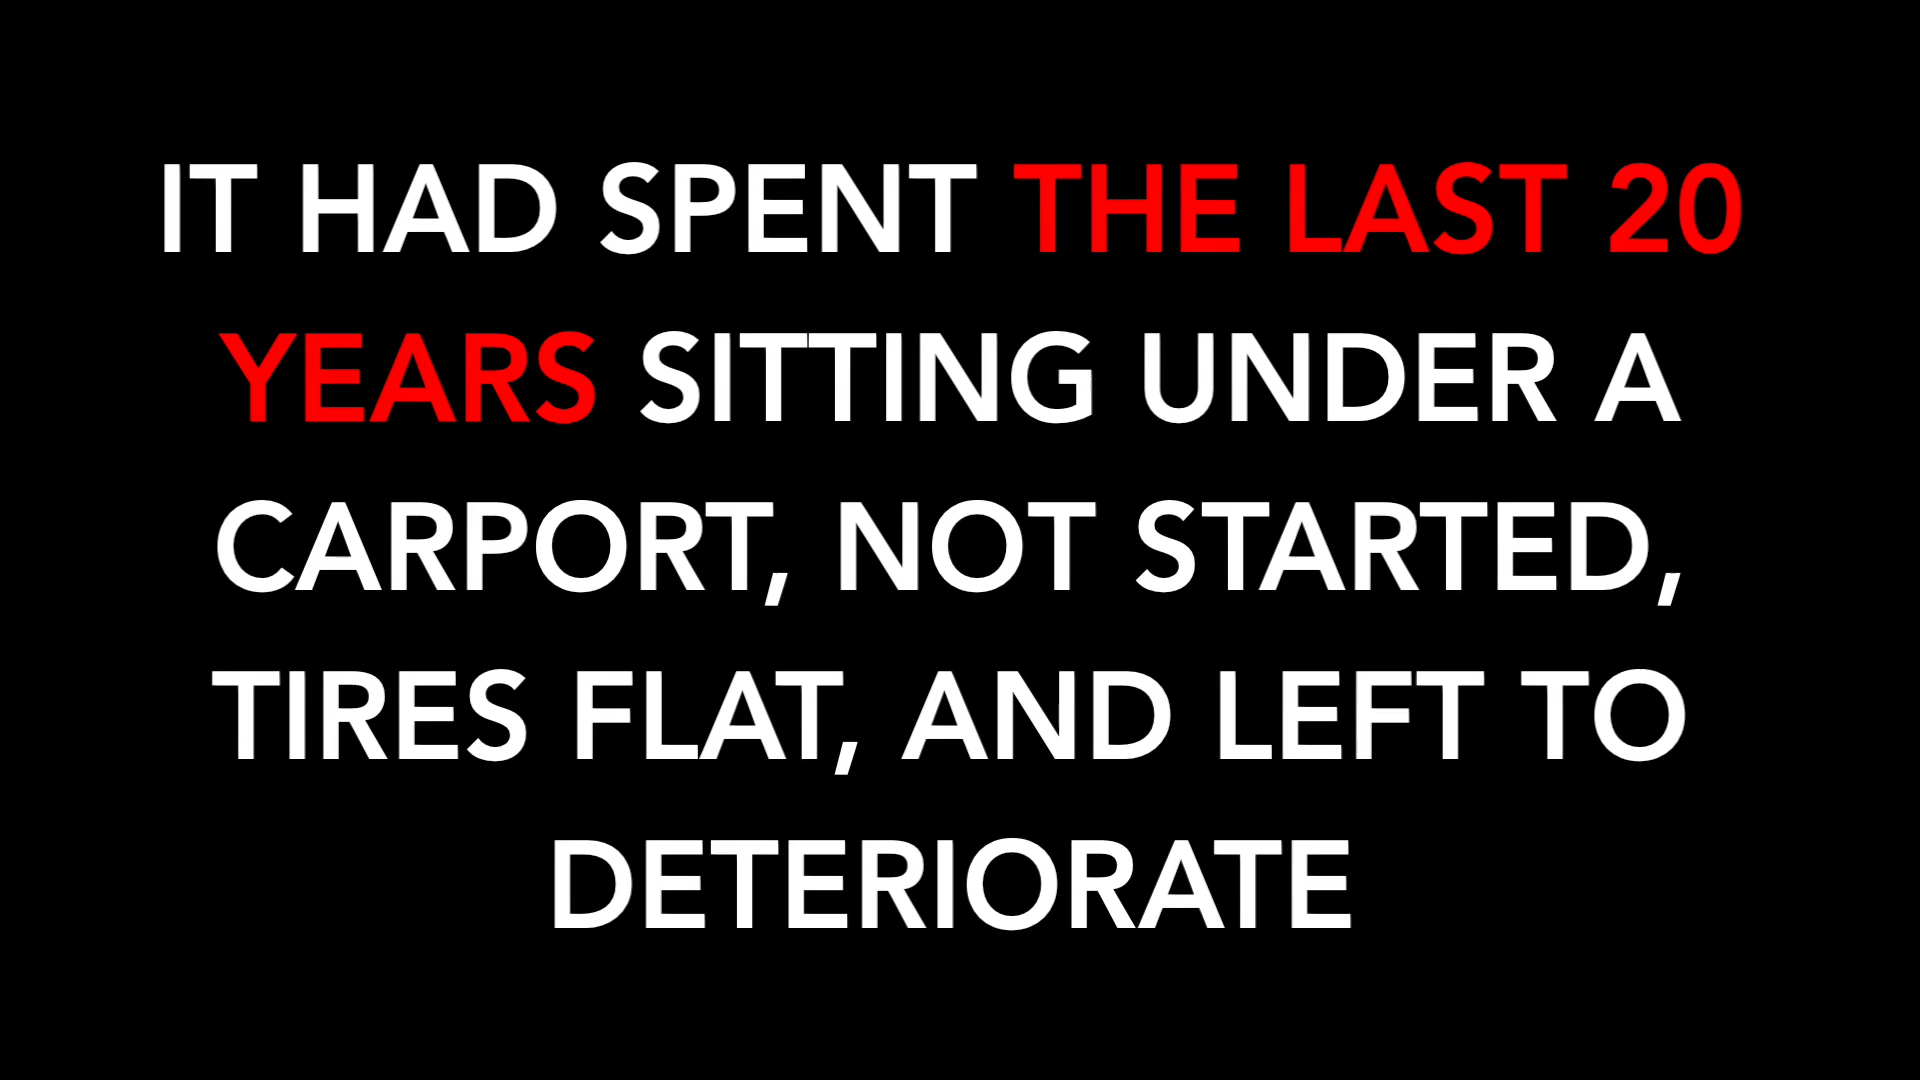 IT HAD SPENT THE LAST 20
YEARS SITTING UNDER A
CARPORT, NOT STARTED,
TIRES FLAT, AND LEFT TO
DETERIORATE